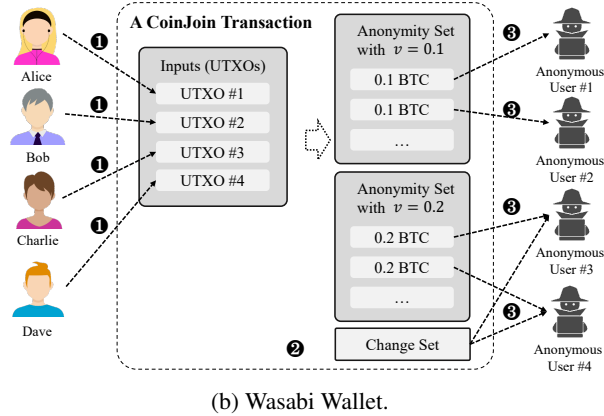 A CoinJoin Transaction
❶
Alice
❶
Bob
❶
Charlie
❶
Dave
Inputs (UTXOs)
UTXO #1
UTXO #2
UTXO #3
UTXO #4
Anonymity Set
with v = 0.1
0.1 BTC
0.1 BTC
…
Anonymity Set
with v = 0.2
0.2 BTC
0.2 BTC
…
❷
Change Set
❸
Anonymous
User #1
❸
Anonymous
User #2
❸
Anonymous
User #3
❸
Anonymous
User #4
(b) Wasabi Wallet.